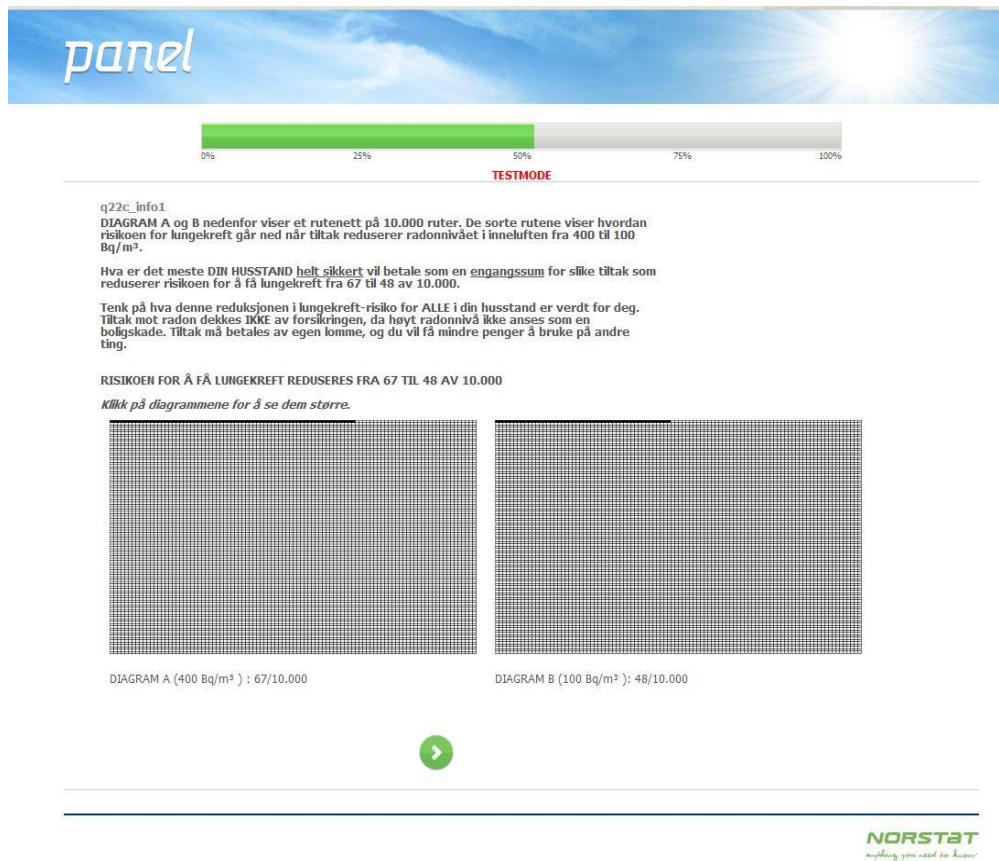 panel
0% 25% 50% 75% 100%
TESTMODE
q22c_info1
DIAGRAM A og B nedenfor viser et rutenett på 10.000 ruter. De sorte rutene viser hvordan
risikoen for lungekreft går ned når tiltak reduserer radonnivået i inneluften fra 400 til 100
Bq/m³.
Hva er det meste DIN HUSSTAND helt sikkert vil betale som en engangssum for slike tiltak som
reduserer risikoen for å få lungekreft fra 67 til 48 av 10.000.
Tenk på hva denne reduksjonen i lungekreft-risiko for ALLE i din husstand er verdt for deg.
Tiltak mot radon dekkes IKKE av forsikringen, da høyt radonnivå ikke anses som en
boligskade. Tiltak må betales av egen lomme, og du vil få mindre penger å bruke på andre
ting.
RISIKOEN FOR Å FÅ LUNGEKREFT REDUSERES FRA 67 TIL 48 AV 10.000
Klikk på diagrammene for å se dem større.
DIAGRAM A (400 Bq/m³ ) : 67/10.000
DIAGRAM B (100 Bq/m³ ): 48/10.000
NORSTAT
anything you need to know